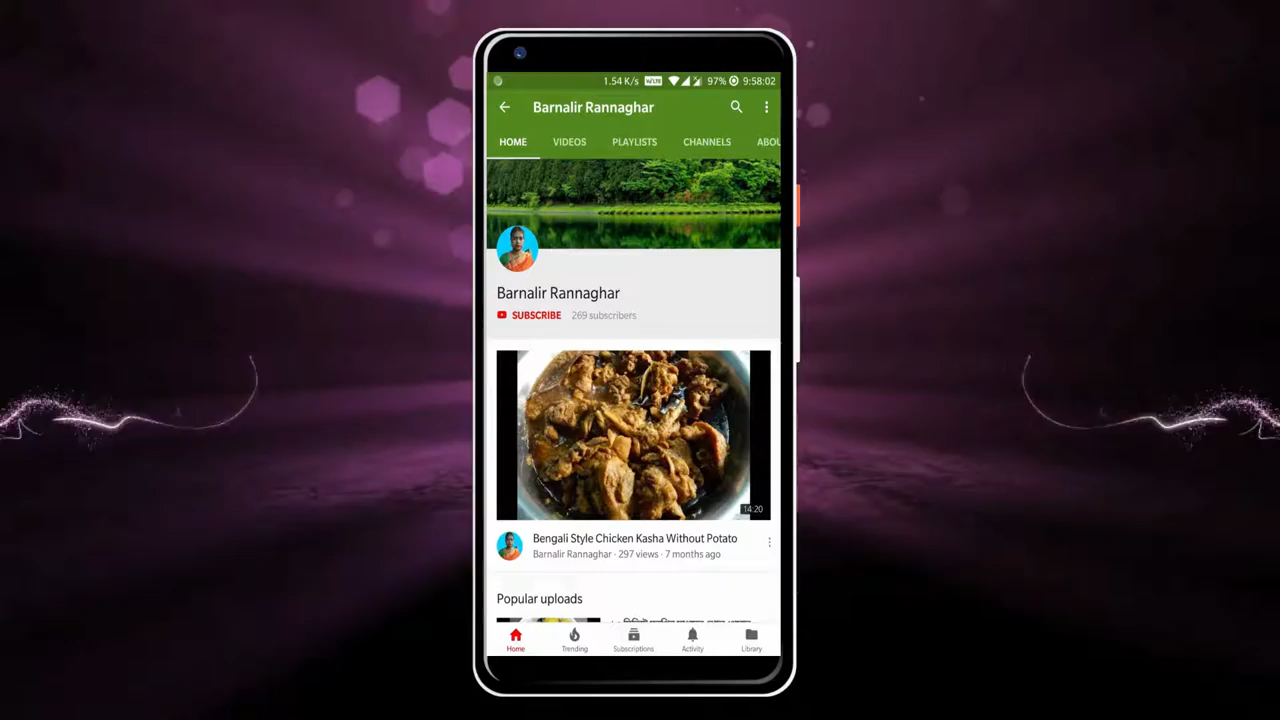 1.54 K/s VoLTE 97% 9:58:02
Barnalir Rannaghar
HOME VIDEOS PLAYLISTS CHANNELS ABOU
Barnalir Rannaghar
SUBSCRIBE 269 subscribers
14:20
Bengali Style Chicken Kasha Without Potato
Barnalir Rannaghar · 297 views · 7 months ago
Popular uploads
Home Trending Subscriptions Activity Library